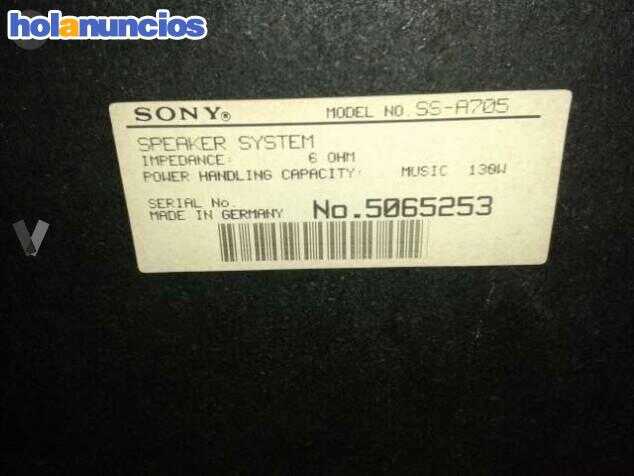 holanuncios
SONY® MODEL NO. SS-A705
SPEAKER SYSTEM
IMPEDANCE: 6 OHM
POWER HANDLING CAPACITY: MUSIC 130W
SERIAL No. No.5065253
MADE IN GERMANY
V